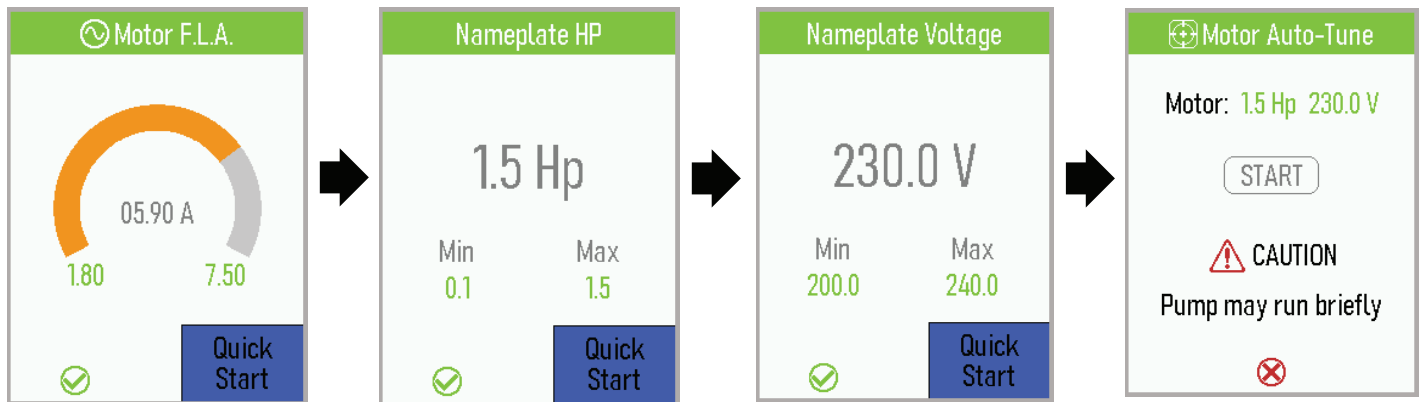 Motor F.L.A.
05.90 A
1.80 7.50
Quick
Start
Nameplate HP
1.5 Hp
Min Max
0.1 1.5
Quick
Start
Nameplate Voltage
230.0 V
Min Max
200.0 240.0
Quick
Start
Motor Auto-Tune
Motor: 1.5 Hp 230.0 V
START
CAUTION
Pump may run briefly